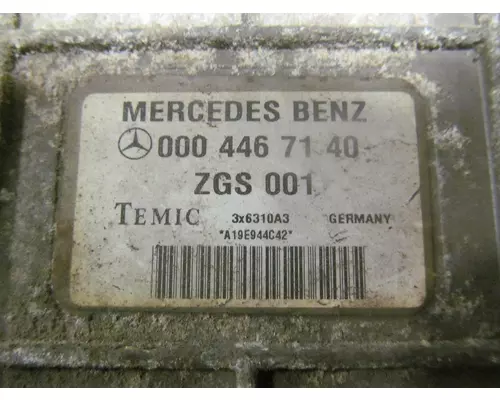 MERCEDES BENZ
000 446 71 40
ZGS 001
TEMIC 3x6310A3 GERMANY
*A19E944C42*